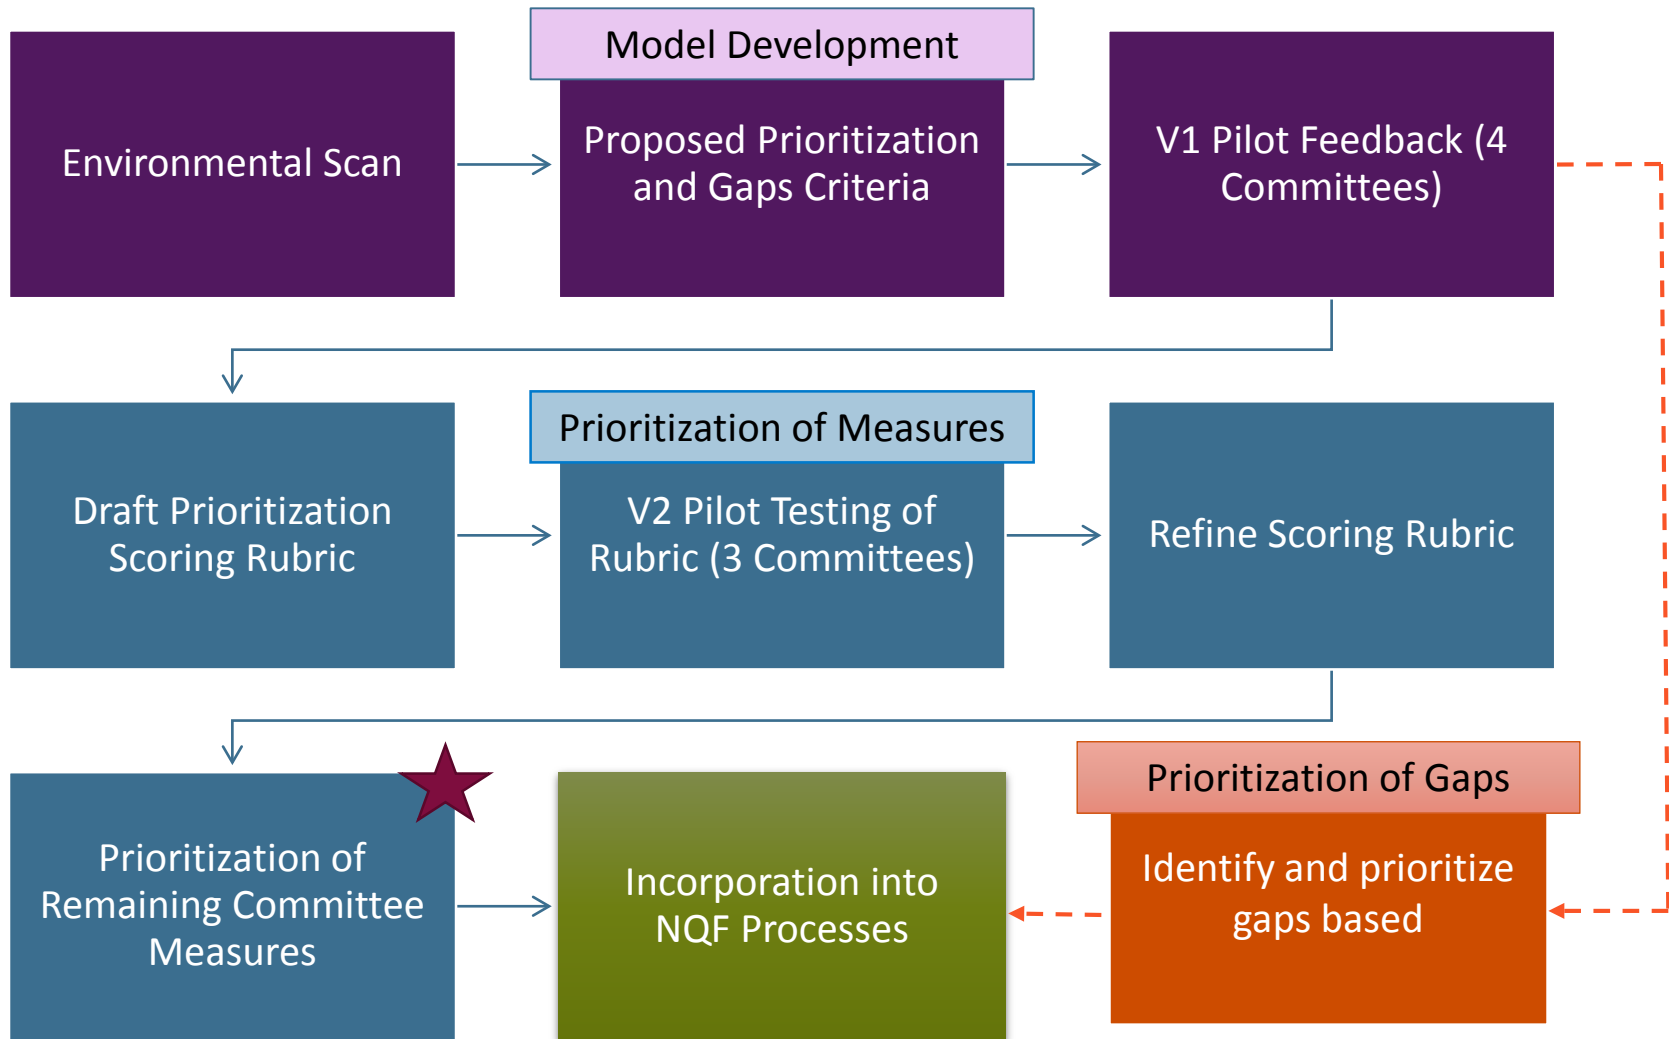 Model Development
Environmental Scan
Proposed Prioritization
and Gaps Criteria
V1 Pilot Feedback (4
Committees)
Prioritization of Measures
Draft Prioritization
Scoring Rubric
V2 Pilot Testing of
Rubric (3 Committees)
Refine Scoring Rubric
Prioritization of
Remaining Committee
Measures
Incorporation into
NQF Processes
Prioritization of Gaps
Identify and prioritize
gaps based